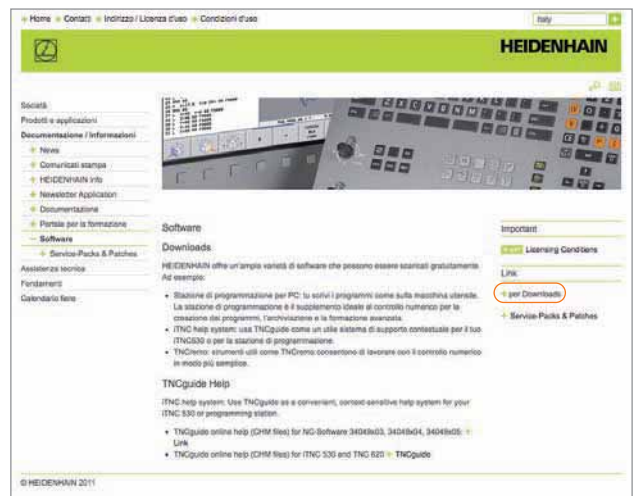 Home Contatti Indirizzo / Licenza d'uso Condizioni d'uso
Italy
HEIDENHAIN
Società
Prodotti e applicazioni
Documentazione / Informazioni
News
Comunicati stampa
HEIDENHAIN Info
Newsletter Application
Documentazione
Portale per la formazione
Software
Service-Packs & Patches
Assistenza tecnica
Fondamenti
Calendario fiere
Software
Downloads
HEIDENHAIN offre un'ampia varietà di software che possono essere scaricati gratuitamente.
Ad esempio:
• Stazione di programmazione per PC: tu scrivi i programmi come sulla macchina utensile.
La stazione di programmazione è il supplemento ideale al controllo numerico per la
creazione dei programmi, l'archiviazione e la formazione avanzata.
• iTNC help system: use TNCguide come un utile sistema di supporto contestuale per il tuo
iTNC530 o per la stazione di programmazione.
• TNCremo: strumenti utili come TNCremo consentono di lavorare con il controllo numerico
in modo più semplice.
TNCguide Help
iTNC help system: Use TNCguide as a convenient, context-sensitive help system for your
iTNC 530 or programming station.
• TNCguide online help (CHM files) for NC-Software 34049x03, 34049x04, 34049x05:
Link
• TNCguide online help (CHM files) for iTNC 530 and TNC 620 TNCguide
Important
Licensing Conditions
Link
per Downloads
Service-Packs & Patches
© HEIDENHAIN 2011